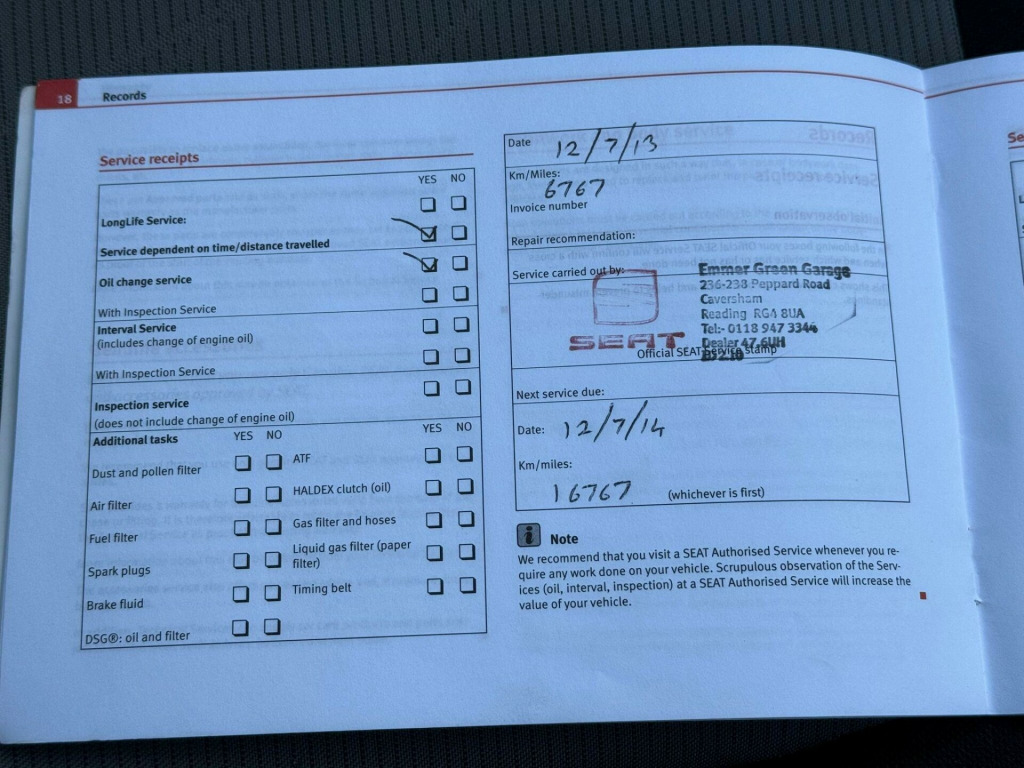 18 Records
Service receipts
YES NO
LongLife Service:
Service dependent on time/distance travelled
Oil change service
With Inspection Service
Interval Service
(includes change of engine oil)
With Inspection Service
Inspection service
(does not include change of engine oil)
Additional tasks YES NO YES NO
Dust and pollen filter ATF
Air filter HALDEX clutch (oil)
Fuel filter Gas filter and hoses
Spark plugs Liquid gas filter (paper
filter)
Brake fluid Timing belt
DSG®: oil and filter
Date 12/7/13
Km/Miles:
6767
Invoice number
Repair recommendation:
Service carried out by:
SEAT
Emmer Green Garage
236-238 Peppard Road
Caversham
Reading RG4 8UA
Tel:- 0118 947 3344
Dealer
Official SEAT Service stamp
Next service due:
Date: 12/7/14
Km/miles:
16767 (whichever is first)
i Note
We recommend that you visit a SEAT Authorised Service whenever you re-
quire any work done on your vehicle. Scrupulous observation of the Serv-
ices (oil, interval, inspection) at a SEAT Authorised Service will increase the
value of your vehicle.